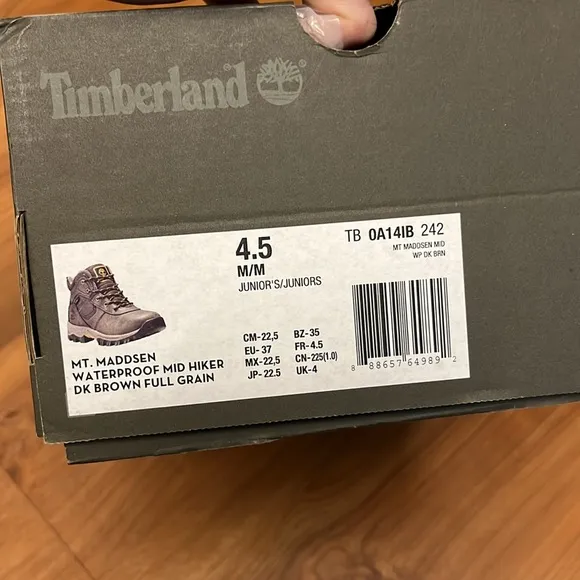 Timberland®
4.5
M/M
JUNIOR'S/JUNIORS
TB 0A14IB 242
MT MADDSEN MID
WP DK BRN
MT. MADDSEN
WATERPROOF MID HIKER
DK BROWN FULL GRAIN
CM-22,5 BZ-35
EU-37 FR-4.5
MX-22,5 CN-225(1.0)
JP-22.5 UK-4
8 88657 64989 2